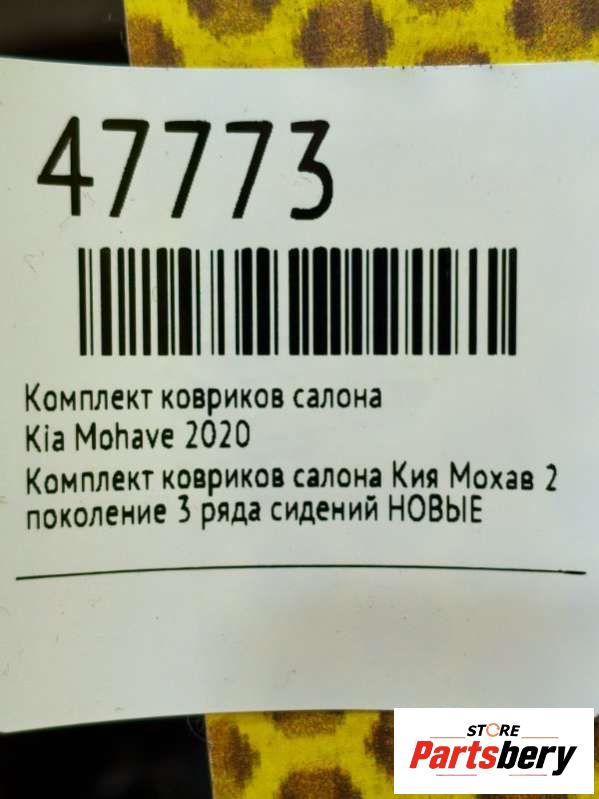 47773
Комплект ковриков салона
Kia Mohave 2020
Комплект ковриков салона Кия Мохав 2
поколение 3 ряда сидений НОВЫЕ
STORE
Partsbery